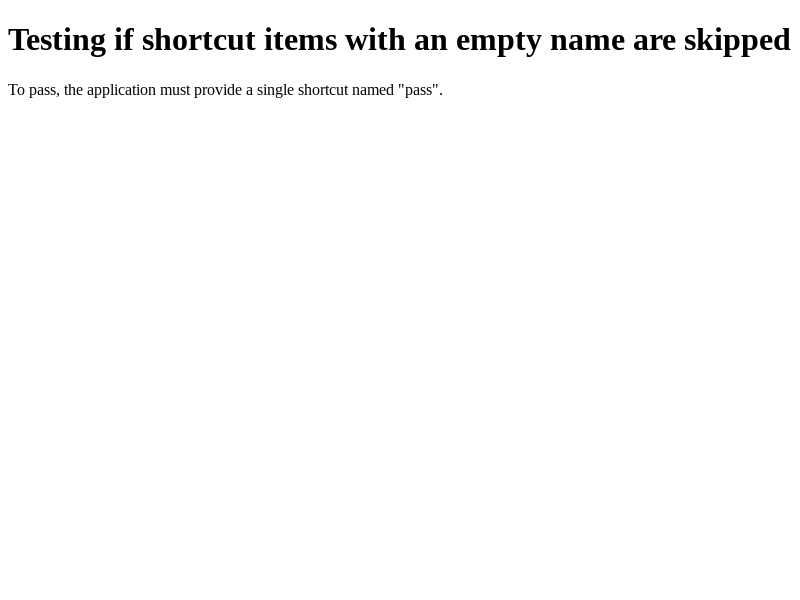 Testing if shortcut items with an empty name are skipped
To pass, the application must provide a single shortcut named "pass".